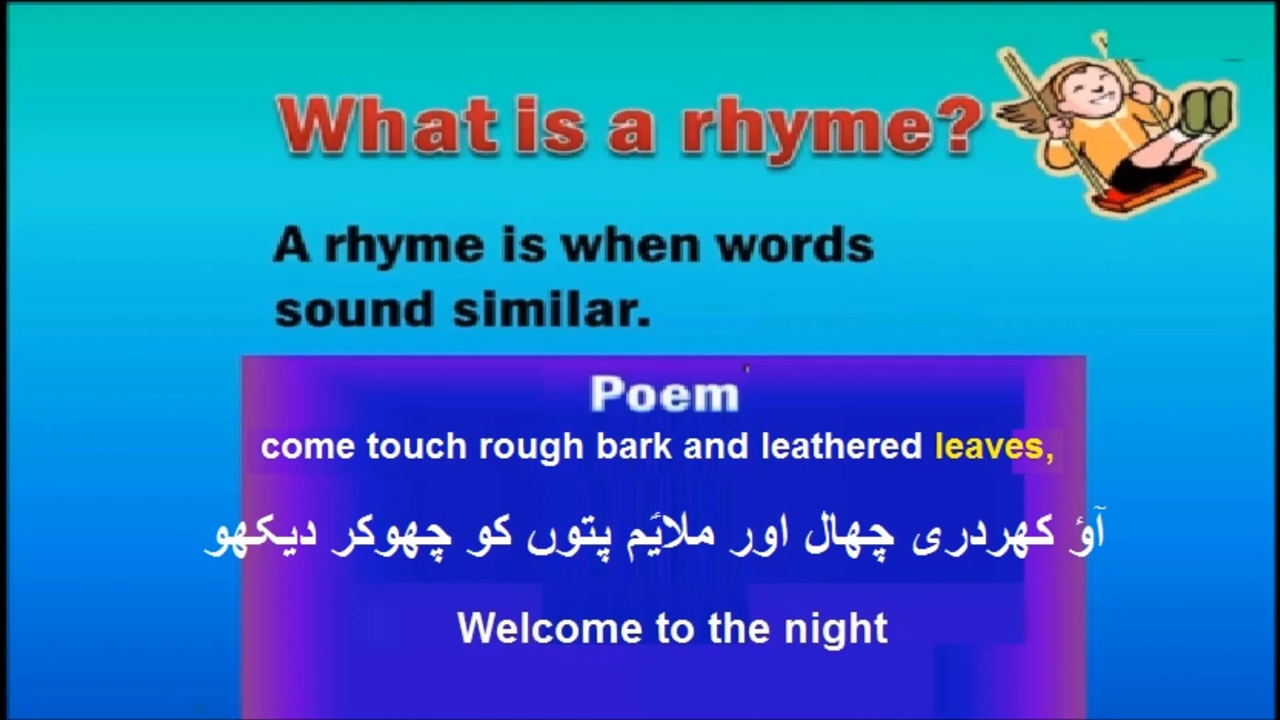 What is a rhyme?
A rhyme is when words
sound similar.
Poem
come touch rough bark and leathered leaves,
آؤ کھردری چھال اور ملائم پتوں کو چھوکر دیکھو
Welcome to the night